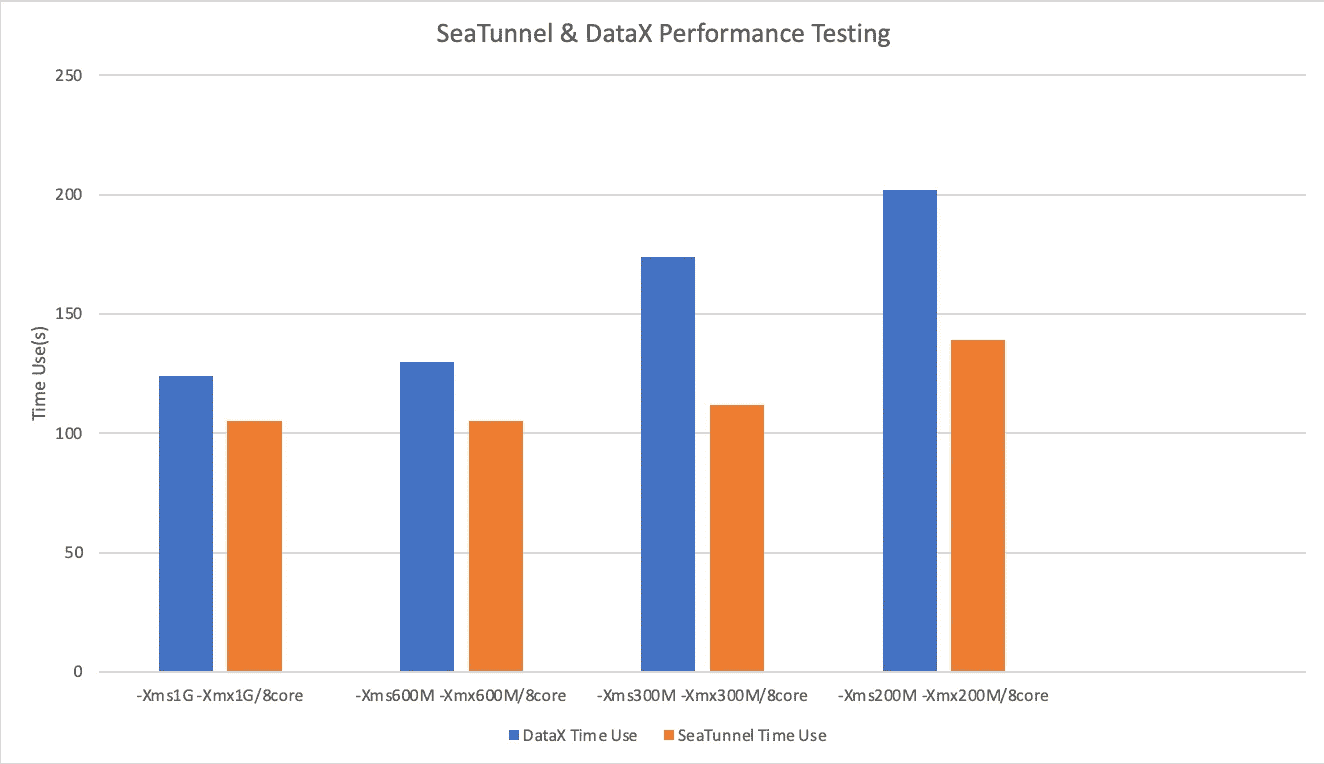 SeaTunnel & DataX Performance Testing
250
200
150
100
50
0
Time Use(s)
-Xms1G -Xmx1G/8core
-Xms600M -Xmx600M/8core
-Xms300M -Xmx300M/8core
-Xms200M -Xmx200M/8core
DataX Time Use
SeaTunnel Time Use